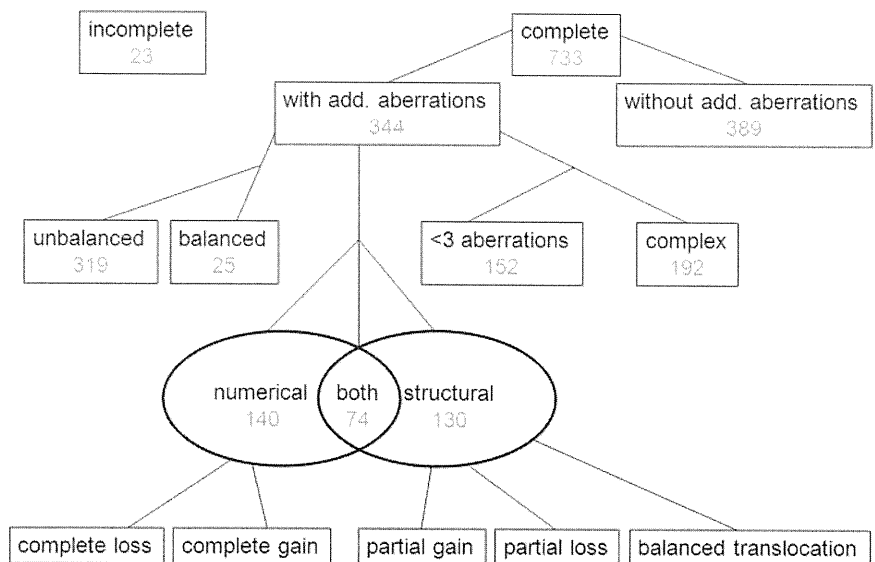 incomplete
23
complete
733
with add. aberrations
344
without add. aberrations
389
unbalanced
319
balanced
25
<3 aberrations
152
complex
192
numerical
140
both
74
structural
130
complete loss
complete gain
partial gain
partial loss
balanced translocation